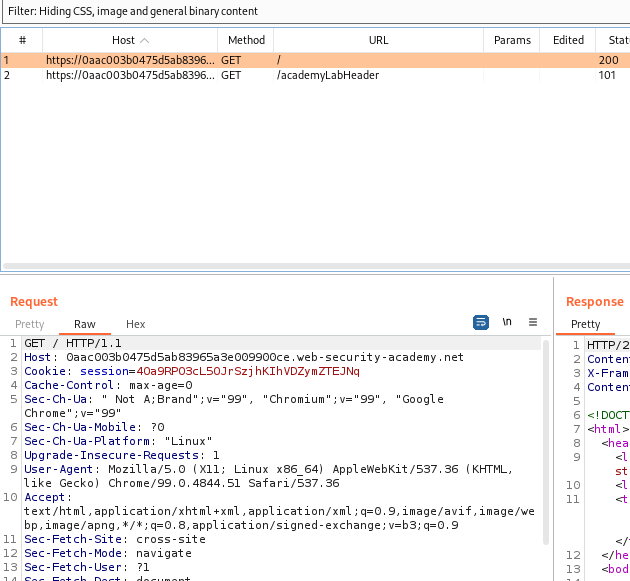 Filter: Hiding CSS, image and general binary content
# Host Method URL Params Edited Stat
1 https://0aac003b0475d5ab8396... GET / 200
2 https://0aac003b0475d5ab8396... GET /academyLabHeader 101
Request
Response
Pretty Raw Hex \n
Pretty
1 GET / HTTP/1.1
2 Host: 0aac003b0475d5ab83965a3e009900ce.web-security-academy.net
3 Cookie: session=4Oa9RP03cL5OJrSzjhKIhVDZymZTEJNq
4 Cache-Control: max-age=0
5 Sec-Ch-Ua: " Not A;Brand";v="99", "Chromium";v="99", "Google
Chrome";v="99"
6 Sec-Ch-Ua-Mobile: ?0
7 Sec-Ch-Ua-Platform: "Linux"
8 Upgrade-Insecure-Requests: 1
9 User-Agent: Mozilla/5.0 (X11; Linux x86_64) AppleWebKit/537.36 (KHTML,
like Gecko) Chrome/99.0.4844.51 Safari/537.36
10 Accept:
text/html,application/xhtml+xml,application/xml;q=0.9,image/avif,image/we
bp,image/apng,*/*;q=0.8,application/signed-exchange;v=b3;q=0.9
11 Sec-Fetch-Site: cross-site
12 Sec-Fetch-Mode: navigate
13 Sec-Fetch-User: ?1
14 Sec-Fetch-Dest: document
1 HTTP/2
2 Conten
3 X-Fram
4 Conten
5
6 <!DOCT
7 <html>
8 <hea
9 <l
st
10 <l
11 <t
</t
12 </he
13 <bod